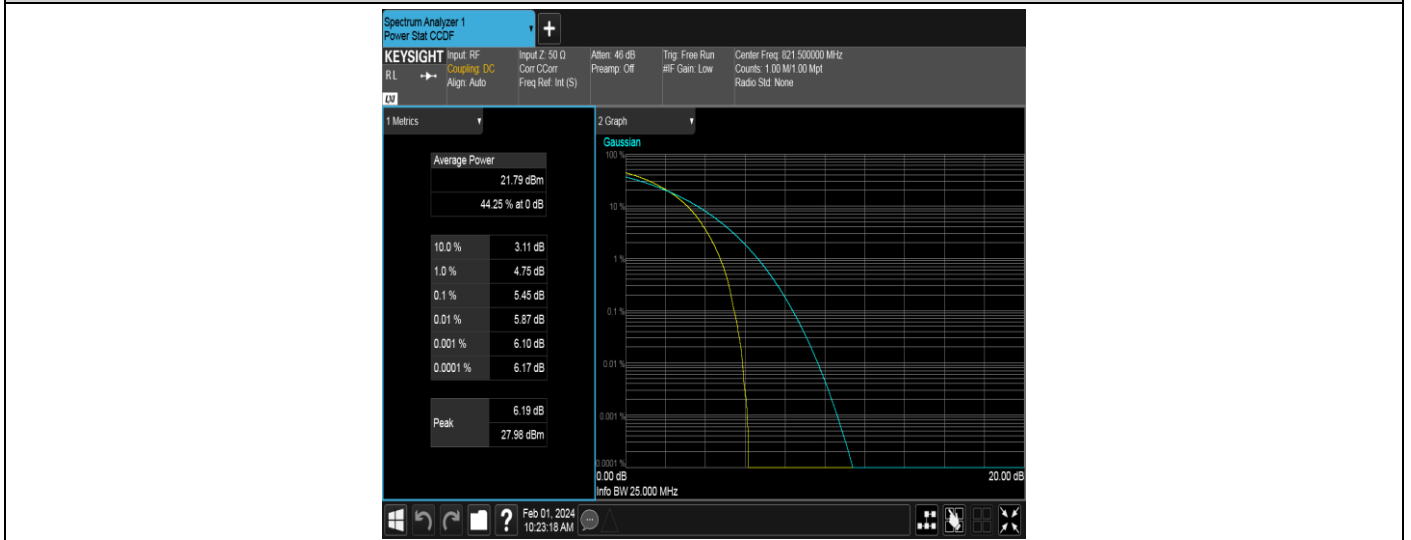 Spectrum Analyzer 1
Power Stat CCDF
+
KEYSIGHT
RL
LXI
Input: RF
Coupling: DC
Align: Auto
Input Z: 50 Ω
Corr CCorr
Freq Ref: Int (S)
Atten: 46 dB
Preamp: Off
Trig: Free Run
#IF Gain: Low
Center Freq: 821.500000 MHz
Counts: 1.00 M/1.00 Mpt
Radio Std: None
1 Metrics
Average Power
21.79 dBm
44.25 % at 0 dB
10.0 % 3.11 dB
1.0 % 4.75 dB
0.1 % 5.45 dB
0.01 % 5.87 dB
0.001 % 6.10 dB
0.0001 % 6.17 dB
Peak
6.19 dB
27.98 dBm
2 Graph
Gaussian
100 %
10 %
1 %
0.1 %
0.01 %
0.001 %
0.0001 %
0.00 dB
20.00 dB
Info BW 25.000 MHz
?
Feb 01, 2024
10:23:18 AM